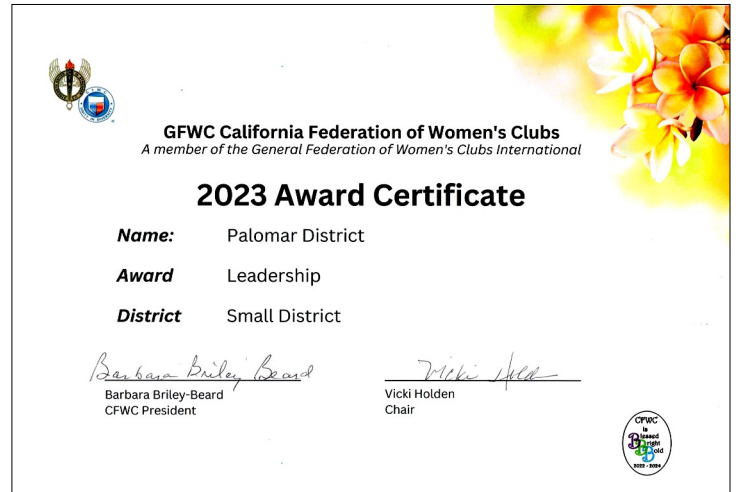 GFWC California Federation of Women's Clubs
A member of the General Federation of Women's Clubs International
2023 Award Certificate
Name: Palomar District
Award Leadership
District Small District
Barbara Briley Beard
Barbara Briley-Beard
CFWC President
Vicki Holden
Vicki Holden
Chair
CFWC
is
Blessed
Bright
Bold
2022 - 2024